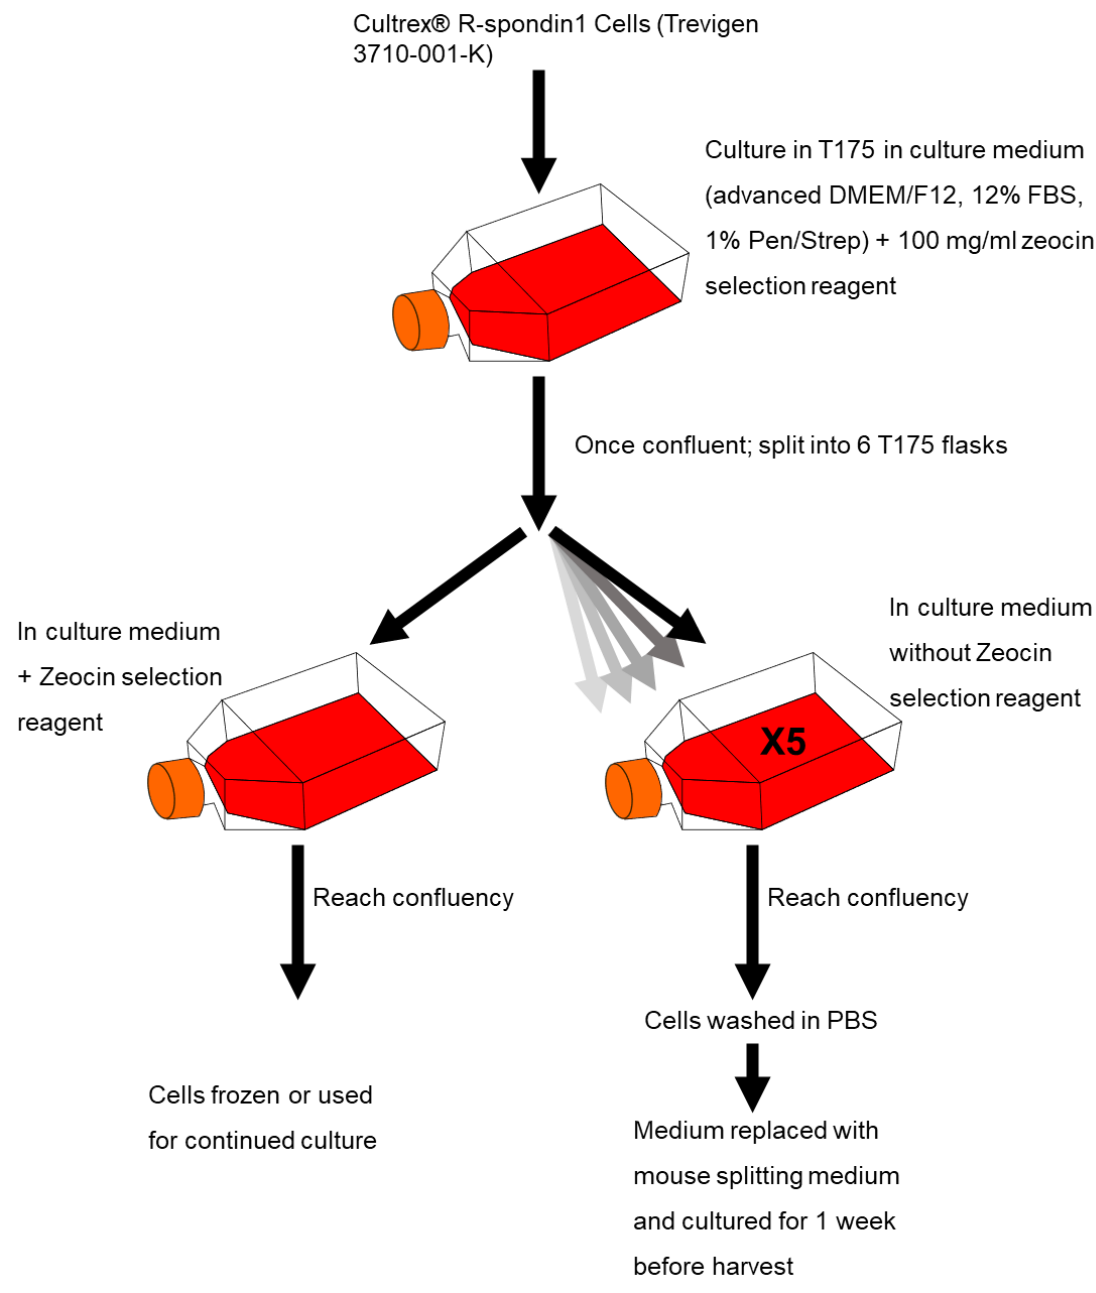 Cultrex® R-spondin1 Cells (Trevigen
3710-001-K)
Culture in T175 in culture medium
(advanced DMEM/F12, 12% FBS,
1% Pen/Strep) + 100 mg/ml zeocin
selection reagent
Once confluent; split into 6 T175 flasks
In culture medium
+ Zeocin selection
reagent
In culture medium
without Zeocin
selection reagent
X5
Reach confluency
Reach confluency
Cells washed in PBS
Cells frozen or used
for continued culture
Medium replaced with
mouse splitting medium
and cultured for 1 week
before harvest